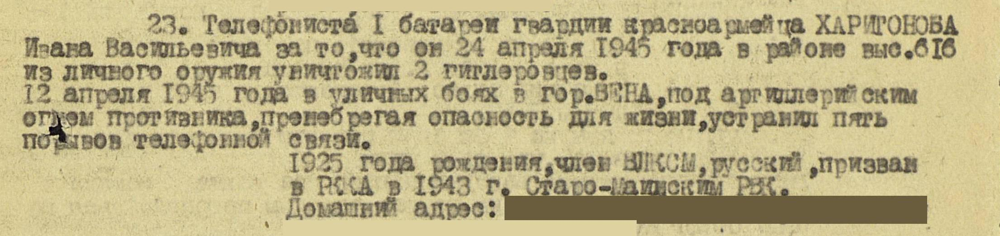 23. Телефониста I батареи гвардии красноармейца ХАРИТОНОВА
Ивана Васильевича за то,что он 24 апреля 1945 года в районе выс.616
из личного оружия уничтожил 2 гитлеровцев.
12 апреля 1945 года в уличных боях в гор.ВЕНА,под артиллерийским
огнем противника,пренебрегая опасность для жизни,устранил пять
порывов телефонной связи.
1925 года рождения,член ВЛКСМ,русский,призван
в РККА в 1943 г. Старо-Маинским РВК.
Домашний адрес: